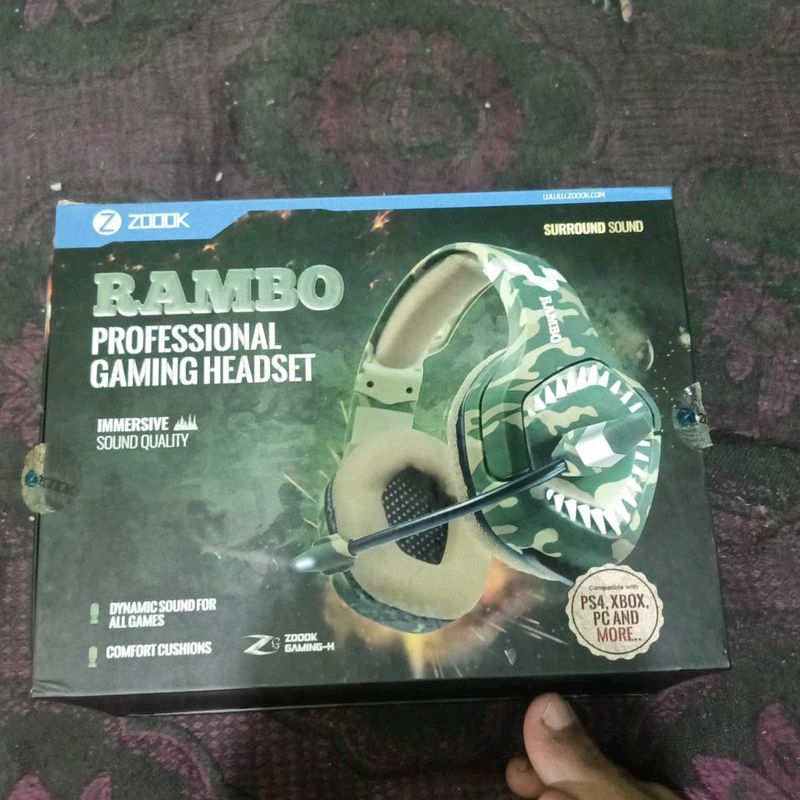 ZOOOK
WWW.ZOOOK.COM
SURROUND SOUND
RAMBO
PROFESSIONAL
GAMING HEADSET
RAMBO
IMMERSIVE
SOUND QUALITY
DYNAMIC SOUND FOR
ALL GAMES
COMFORT CUSHIONS
ZOOOK
GAMING-H
Compatible with
PS4, XBOX,
PC AND
MORE..